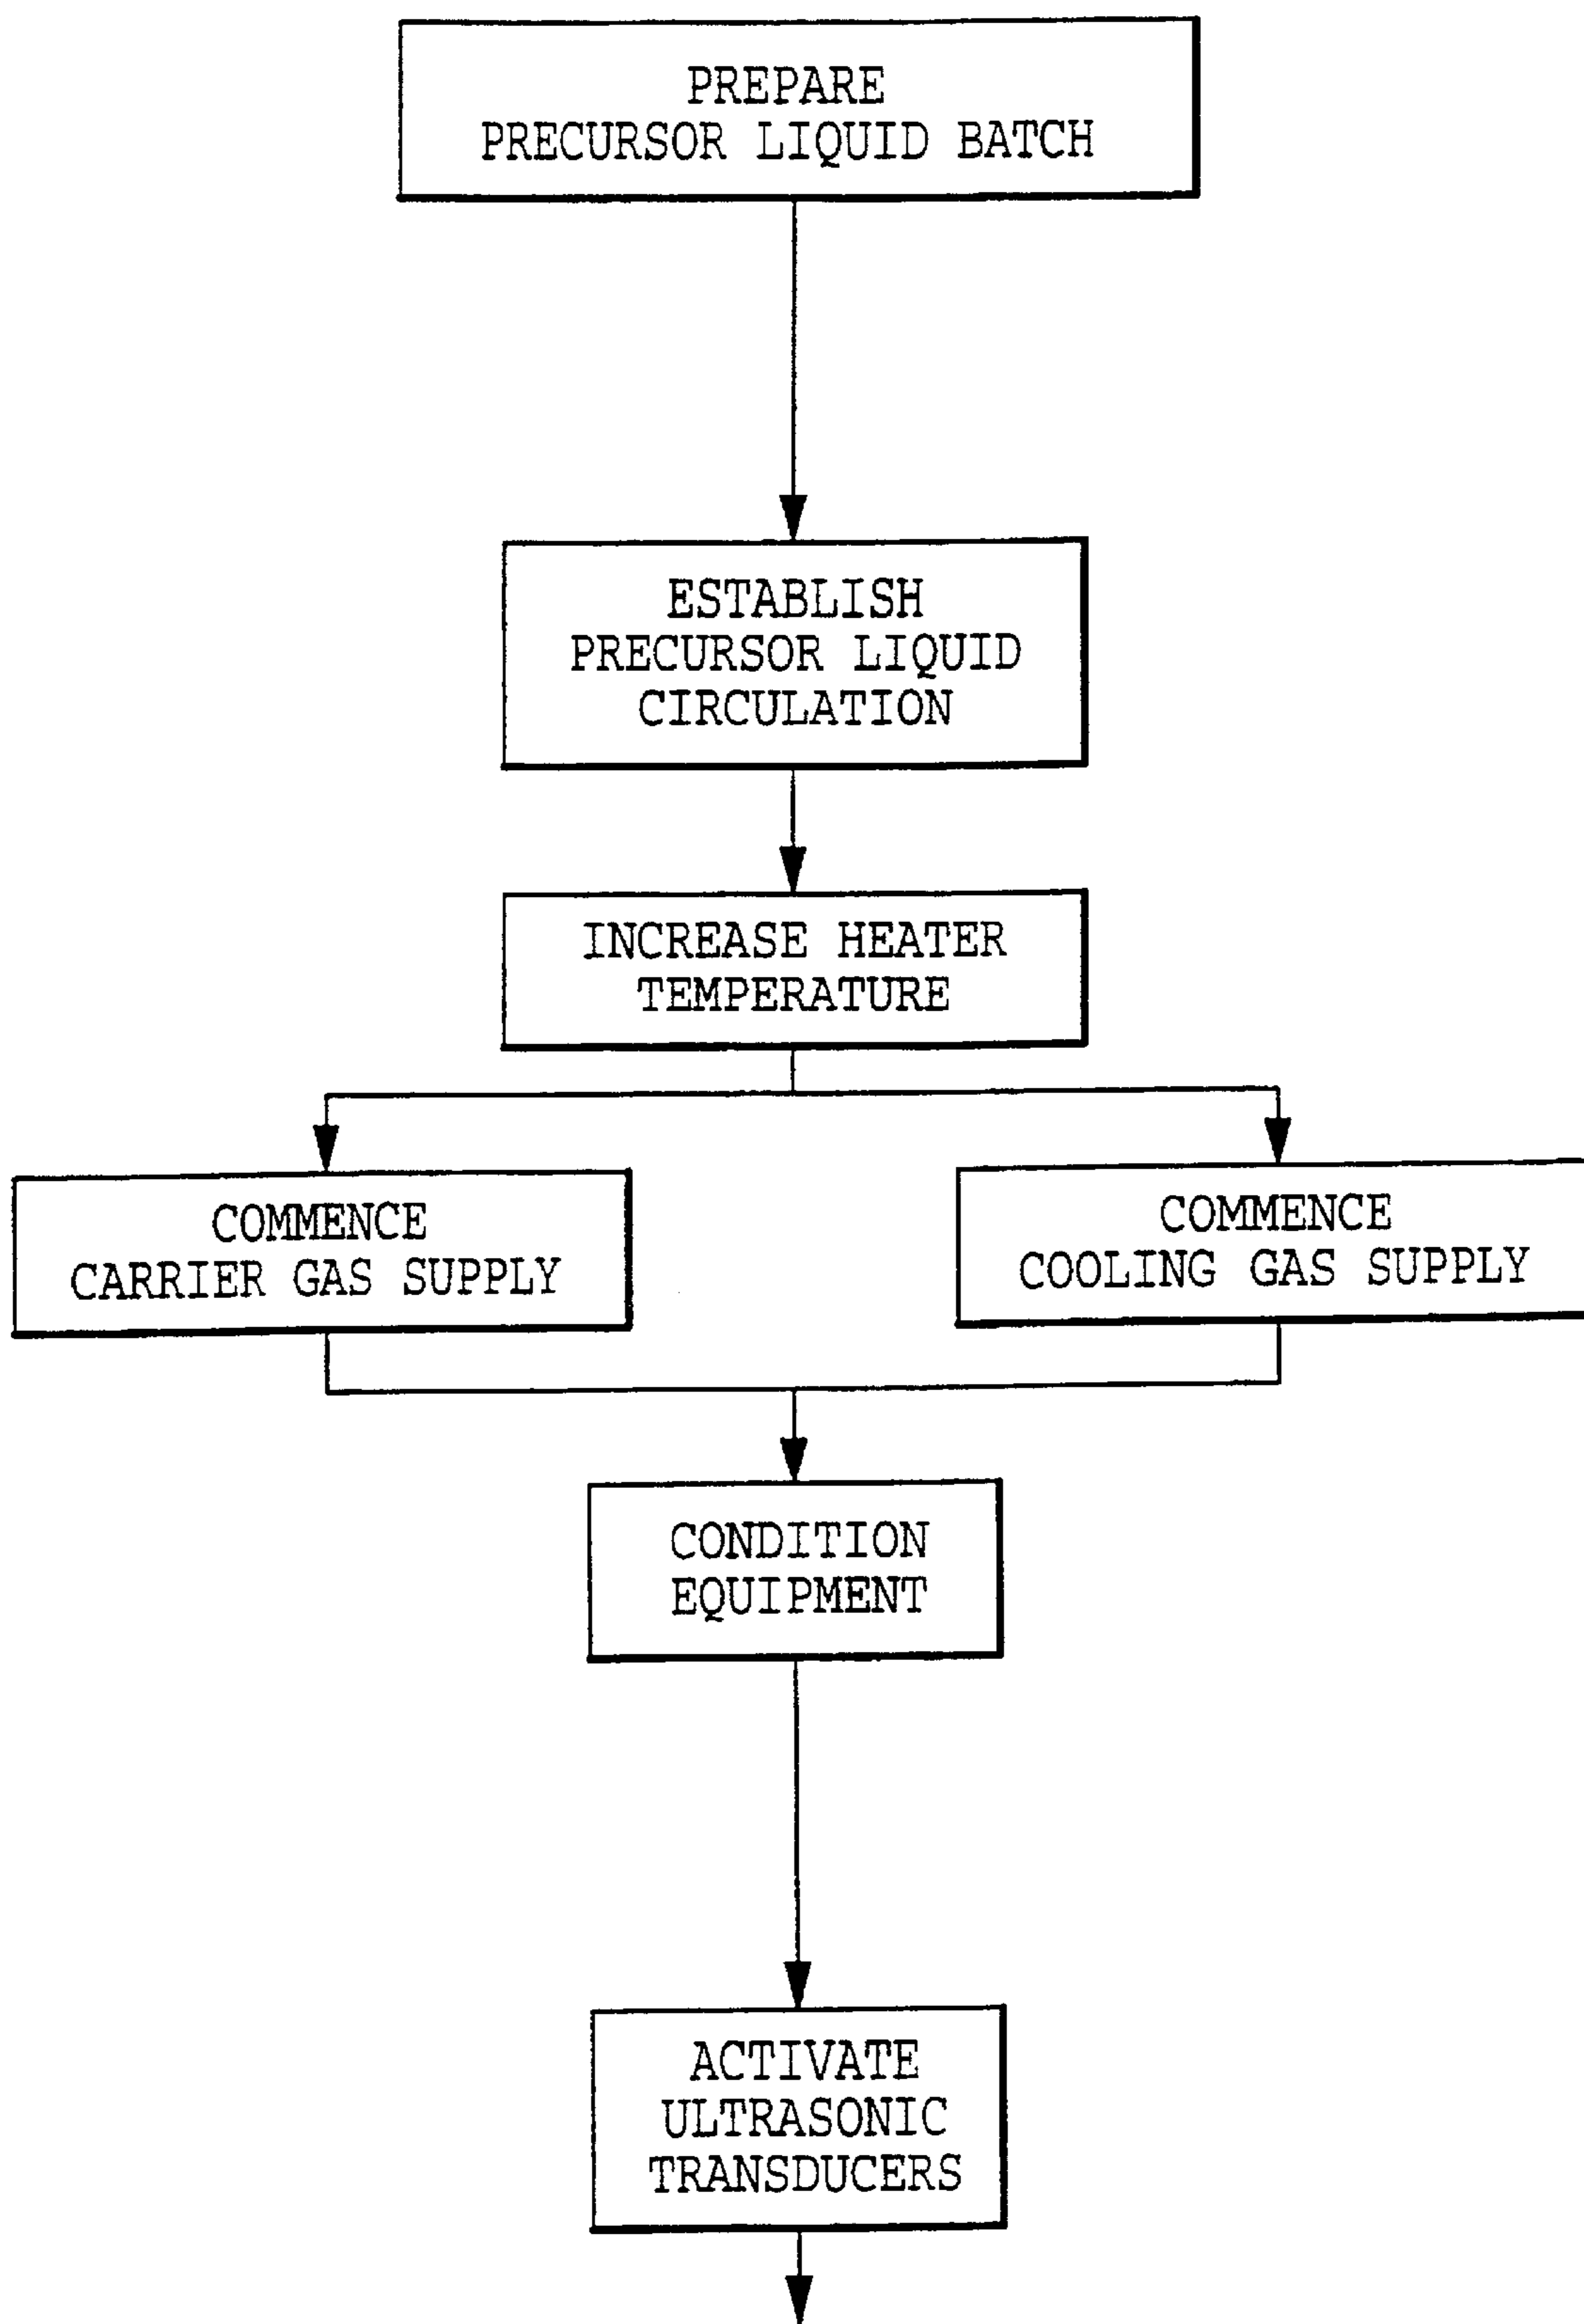 PREPARE
PRECURSOR LIQUID BATCH
ESTABLISH
PRECURSOR LIQUID
CIRCULATION
INCREASE HEATER
TEMPERATURE
COMMENCE
CARRIER GAS SUPPLY
COMMENCE
COOLING GAS SUPPLY
CONDITION
EQUIPMENT
ACTIVATE
ULTRASONIC
TRANSDUCERS